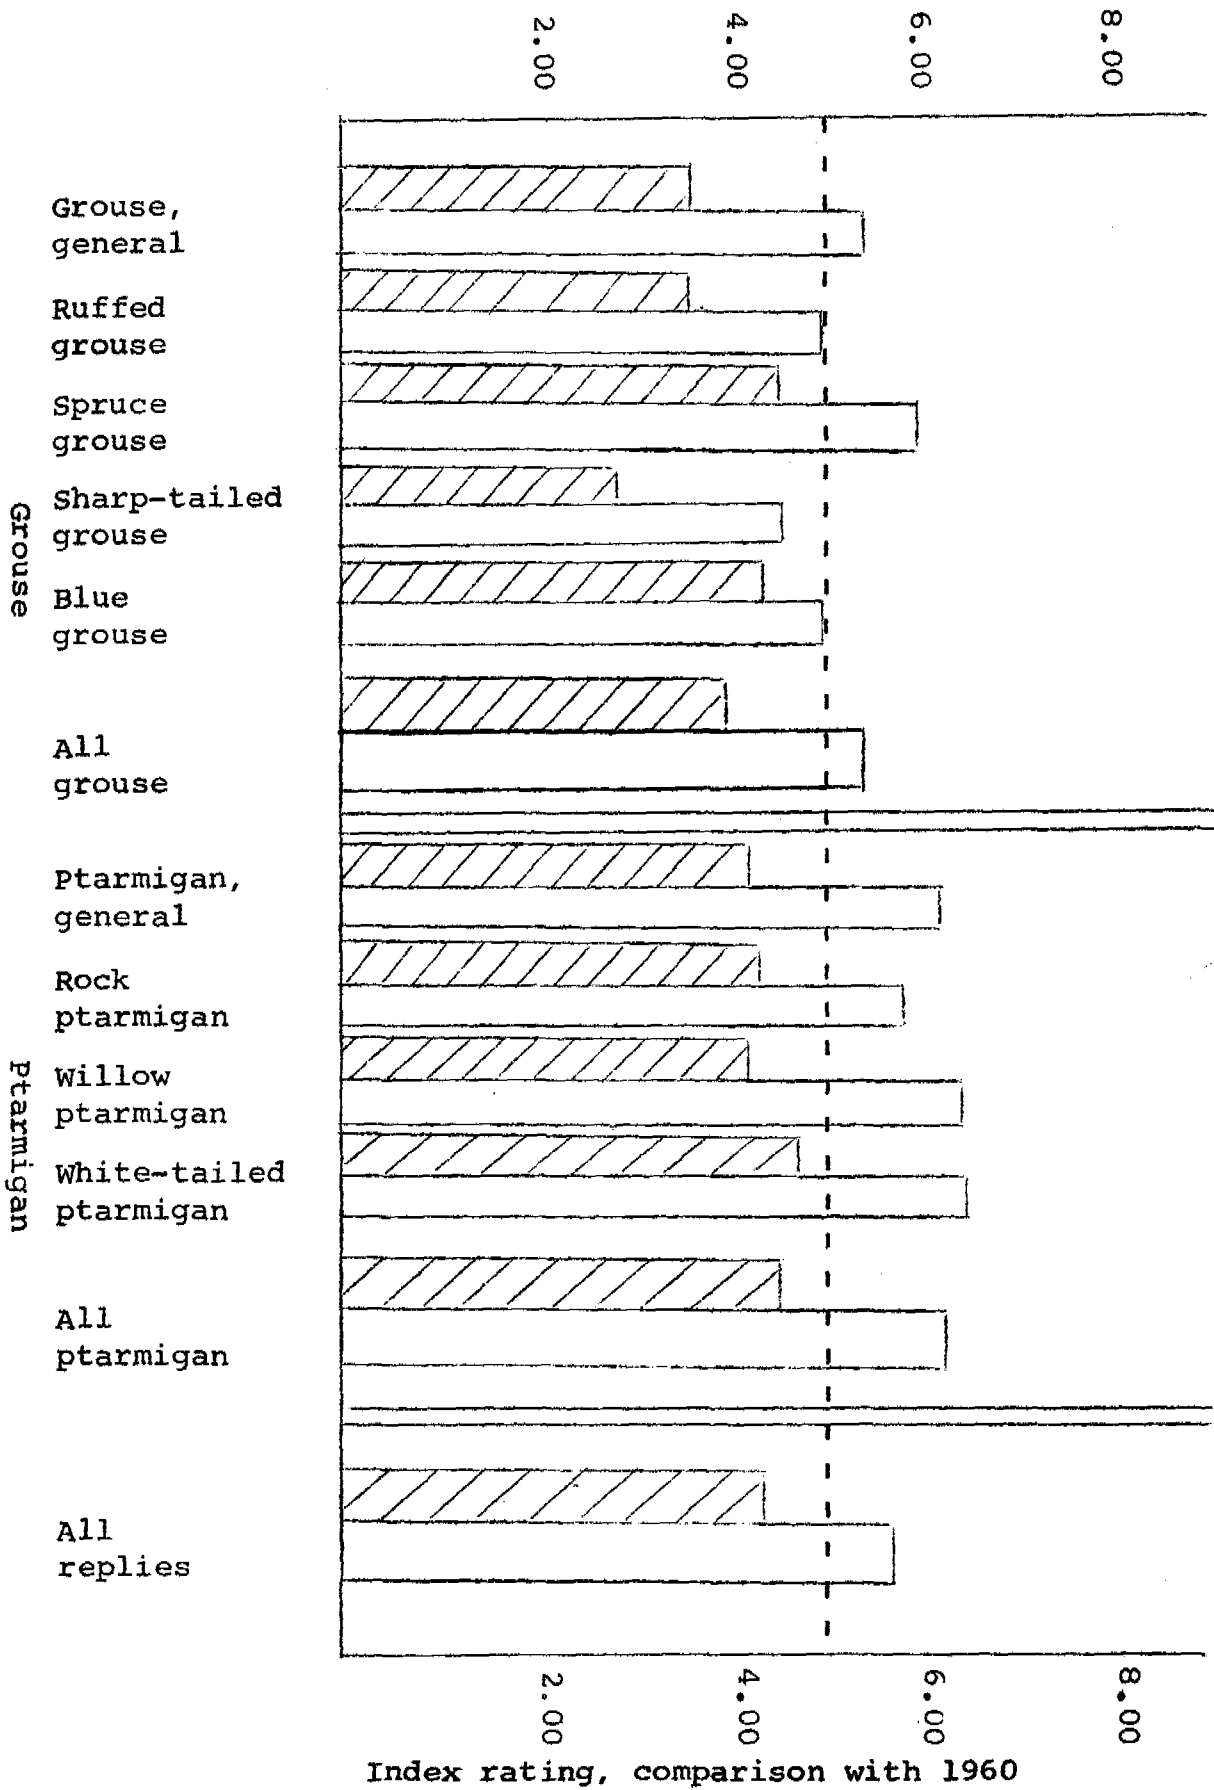 2.00
4.00
6.00
8.00
Grouse
Grouse,
general
Ruffed
grouse
Spruce
grouse
Sharp-tailed
grouse
Blue
grouse
All
grouse
Ptarmigan
Ptarmigan,
general
Rock
ptarmigan
Willow
ptarmigan
White-tailed
ptarmigan
All
ptarmigan
All
replies
2.00
4.00
6.00
8.00
Index rating, comparison with 1960